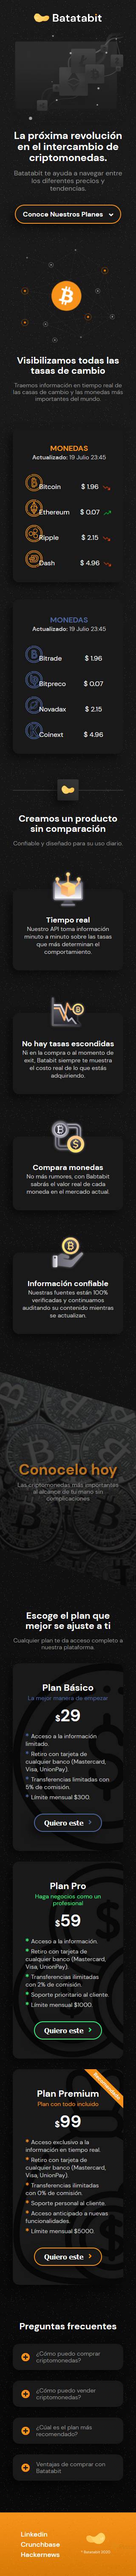 Batatabit
La próxima revolución
en el intercambio de
criptomonedas.
Batatabit te ayuda a navegar entre
los diferentes precios y
tendencias.
Conoce Nuestros Planes
Visibilizamos todas las
tasas de cambio
Traemos información en tiempo real de
las casas de cambio y las monedas más
importantes del mundo.
MONEDAS
Actualizado: 19 Julio 23:45
Bitcoin $ 1.96
Ethereum $ 0.07
Ripple $ 2.15
Dash $ 4.96
MONEDAS
Actualizado: 19 Julio 23:45
Bitrade $ 1.96
Bitpreco $ 0.07
Novadax $ 2.15
Coinext $ 4.96
Creamos un producto
sin comparación
Confiable y diseñado para su uso diario.
Tiempo real
Nuestro API toma información
minuto a minuto sobre las tasas
que más determinan el
comportamiento.
No hay tasas escondidas
Ni en la compra o al momento de
exit, Batabit siempre te muestra
el costo real de lo que estás
adquiriendo.
Compara monedas
No más rumores, con Babtabit
sabrás el valor real de cada
moneda en el mercado actual.
Información confiable
Nuestras fuentes están 100%
verificadas y continuamos
auditando su contenido mientras
se actualizan.
Conocelo hoy
Las criptomonedas más importantes
al alcance de tu mano sin
complicaciones
Escoge el plan que
mejor se ajuste a ti
Cualquier plan te da acceso completo a
nuestra plataforma.
Plan Básico
La mejor manera de empezar
$29
* Acceso a la información
limitado.
* Retiro con tarjeta de
cualquier banco (Mastercard,
Visa, UnionPay).
* Transferencias limitadas con
5% de comisión.
* Límite mensual $300.
Quiero este
Plan Pro
Haga negocios como un
profesional
$59
* Acceso a la información.
* Retiro con tarjeta de
cualquier banco (Mastercard,
Visa, UnionPay).
* Transferencias ilimitadas
con 2% de comisión.
* Soporte prioritario al cliente.
* Límite mensual $1000.
Quiero este
Recomendado
Plan Premium
Plan con todo incluido
$99
* Acceso exclusivo a la
información en tiempo real.
* Retiro con tarjeta de
cualquier banco (Mastercard,
Visa, UnionPay).
* Transferencias ilimitadas
con 0% de comisión.
* Soporte personal al cliente.
* Acceso anticipado a nuevas
funcionalidades.
* Límite mensual $5000.
Quiero este
Preguntas frecuentes
¿Cómo puedo comprar
criptomonedas?
¿Cómo puedo vender
criptomonedas?
¿Cúal es el plan más
recomendado?
Ventajas de comprar con
Batatabit
LinkedIn
Crunchbase
Hackernews
* Batatabit 2020